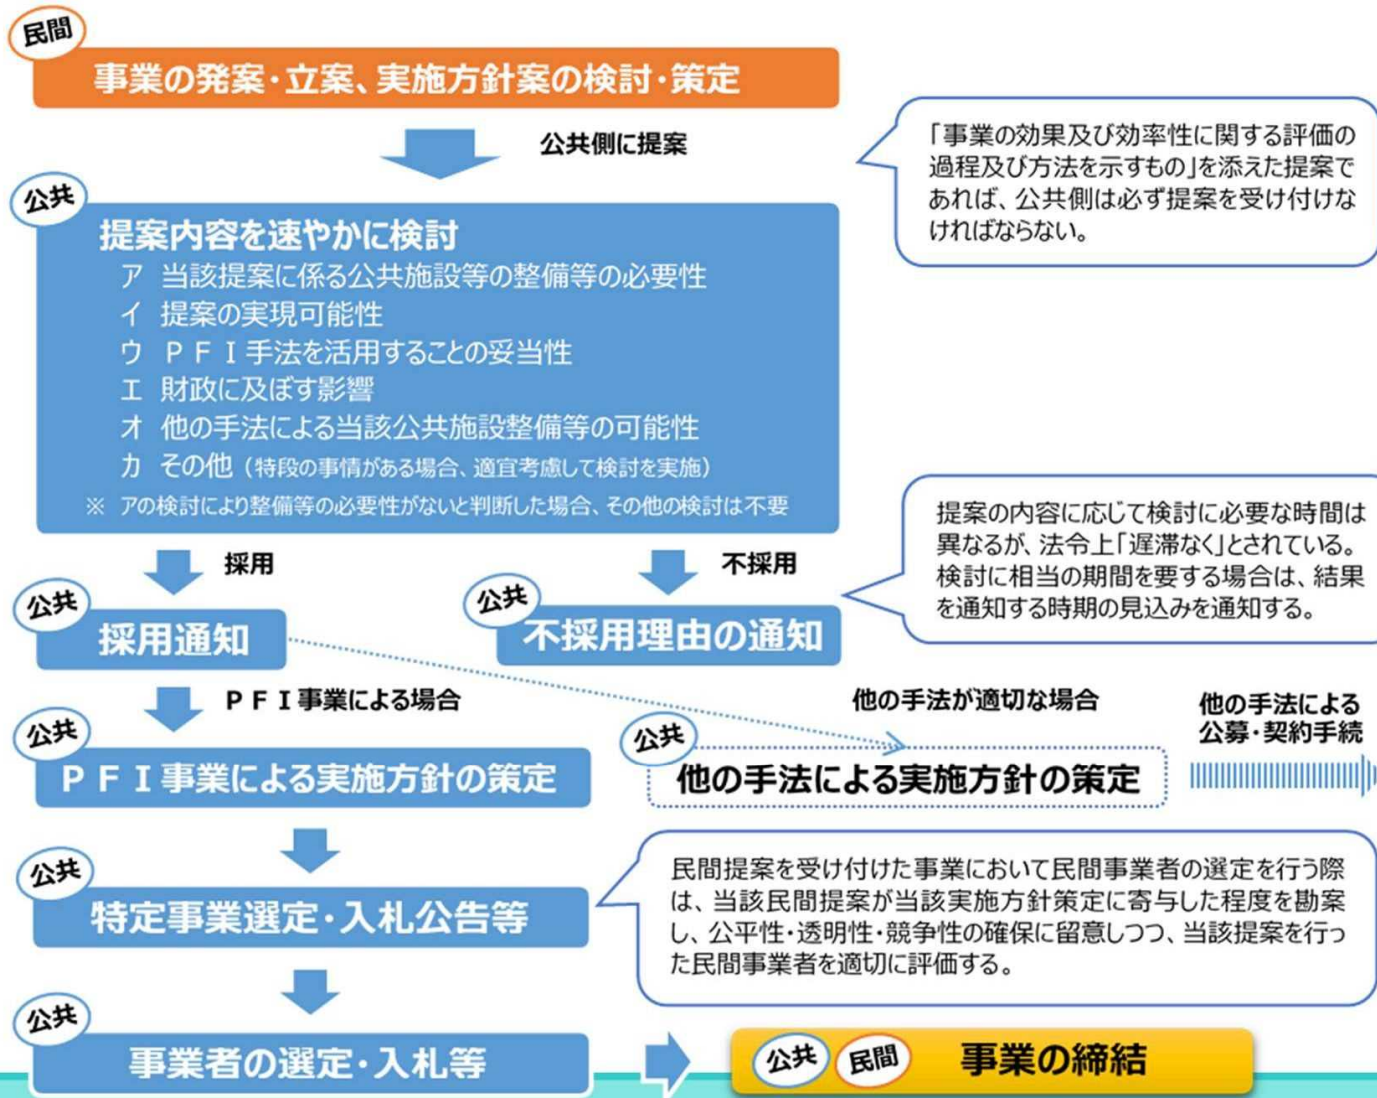 民間
事業の発案・立案、実施方針案の検討・策定
公共側に提案
「事業の効果及び効率性に関する評価の
過程及び方法を示すもの」を添えた提案で
あれば、公共側は必ず提案を受け付けな
ければならない。
公共
提案内容を速やかに検討
ア 当該提案に係る公共施設等の整備等の必要性
イ 提案の実現可能性
ウ ＰＦＩ手法を活用することの妥当性
エ 財政に及ぼす影響
オ 他の手法による当該公共施設整備等の可能性
カ その他（特段の事情がある場合、適宜考慮して検討を実施）
※ アの検討により整備等の必要性がないと判断した場合、その他の検討は不要
提案の内容に応じて検討に必要な時間は
異なるが、法令上「遅滞なく」とされている。
検討に相当の期間を要する場合は、結果
を通知する時期の見込みを通知する。
採用
不採用
公共
採用通知
公共
不採用理由の通知
ＰＦＩ事業による場合
他の手法が適切な場合
他の手法による
公募・契約手続
公共
ＰＦＩ事業による実施方針の策定
公共
他の手法による実施方針の策定
公共
特定事業選定・入札公告等
民間提案を受け付けた事業において民間事業者の選定を行う際
は、当該民間提案が当該実施方針策定に寄与した程度を勘案
し、公平性・透明性・競争性の確保に留意しつつ、当該提案を行っ
た民間事業者を適切に評価する。
公共
事業者の選定・入札等
公共 民間 事業の締結